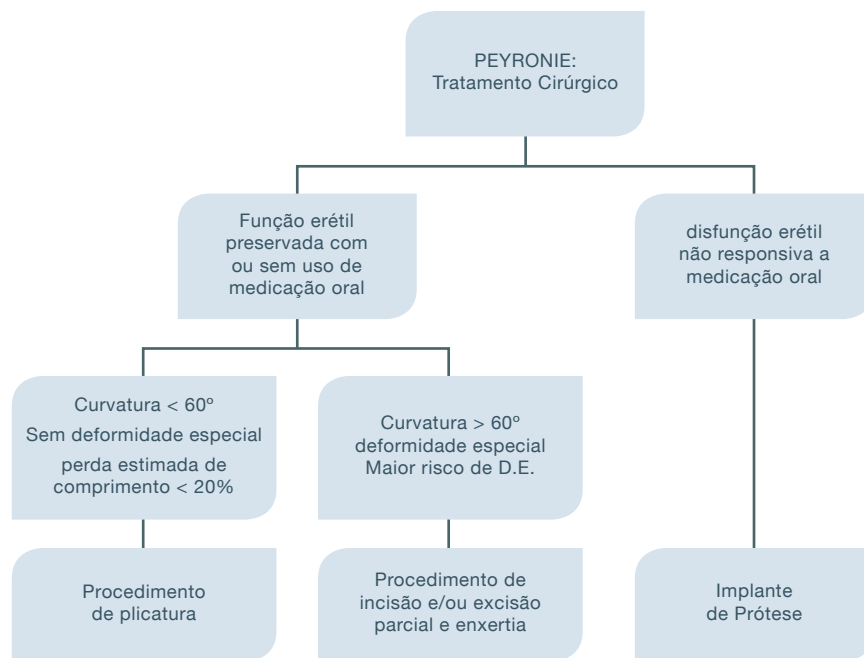 PEYRONIE:
Tratamento Cirúrgico
Função erétil
preservada com
ou sem uso de
medicação oral
disfunção erétil
não responsiva a
medicação oral
Curvatura < 60º
Sem deformidade especial
perda estimada de
comprimento < 20%
Curvatura > 60º
deformidade especial
Maior risco de D.E.
Procedimento
de plicatura
Procedimento de
incisão e/ou excisão
parcial e enxertia
Implante
de Prótese